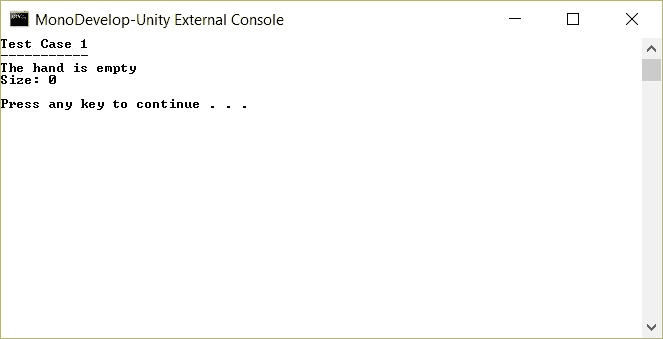 MonoDevelop-Unity External Console
Test Case 1
-----------
The hand is empty
Size: 0
Press any key to continue . . .